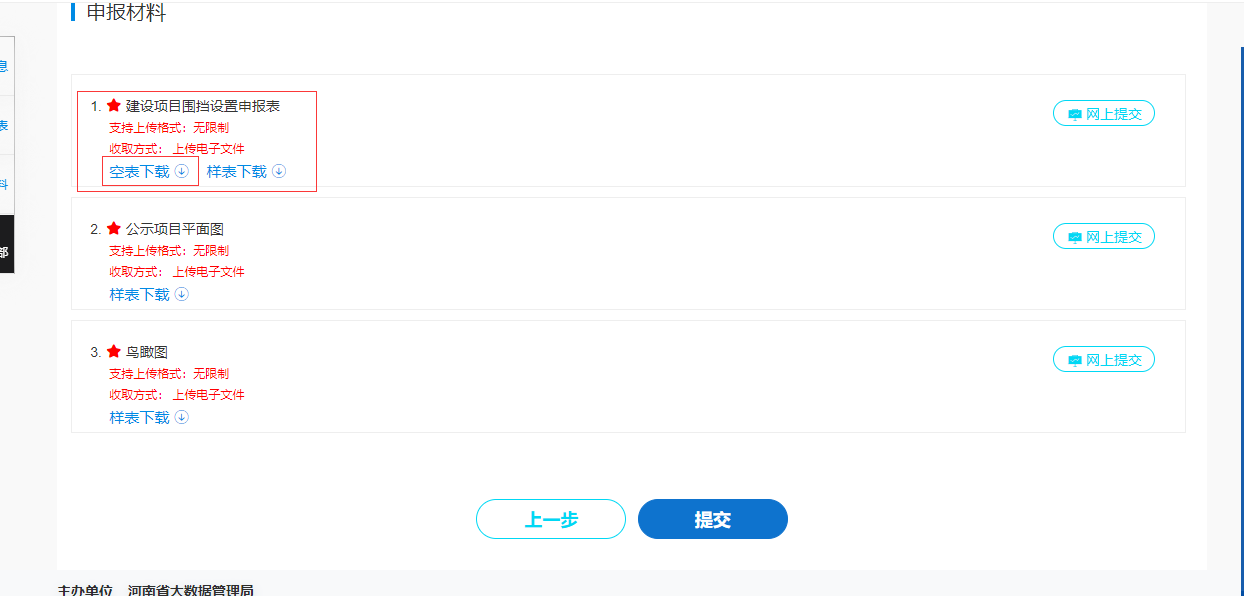 申报材料
息
表
料
部
1. 建设项目围挡设置申报表
支持上传格式：无限制
收取方式： 上传电子文件
空表下载 样表下载
网上提交
2. 公示项目平面图
支持上传格式：无限制
收取方式： 上传电子文件
样表下载
网上提交
3. 鸟瞰图
支持上传格式：无限制
收取方式： 上传电子文件
样表下载
网上提交
上一步 提交
主办单位 河南省大数据管理局